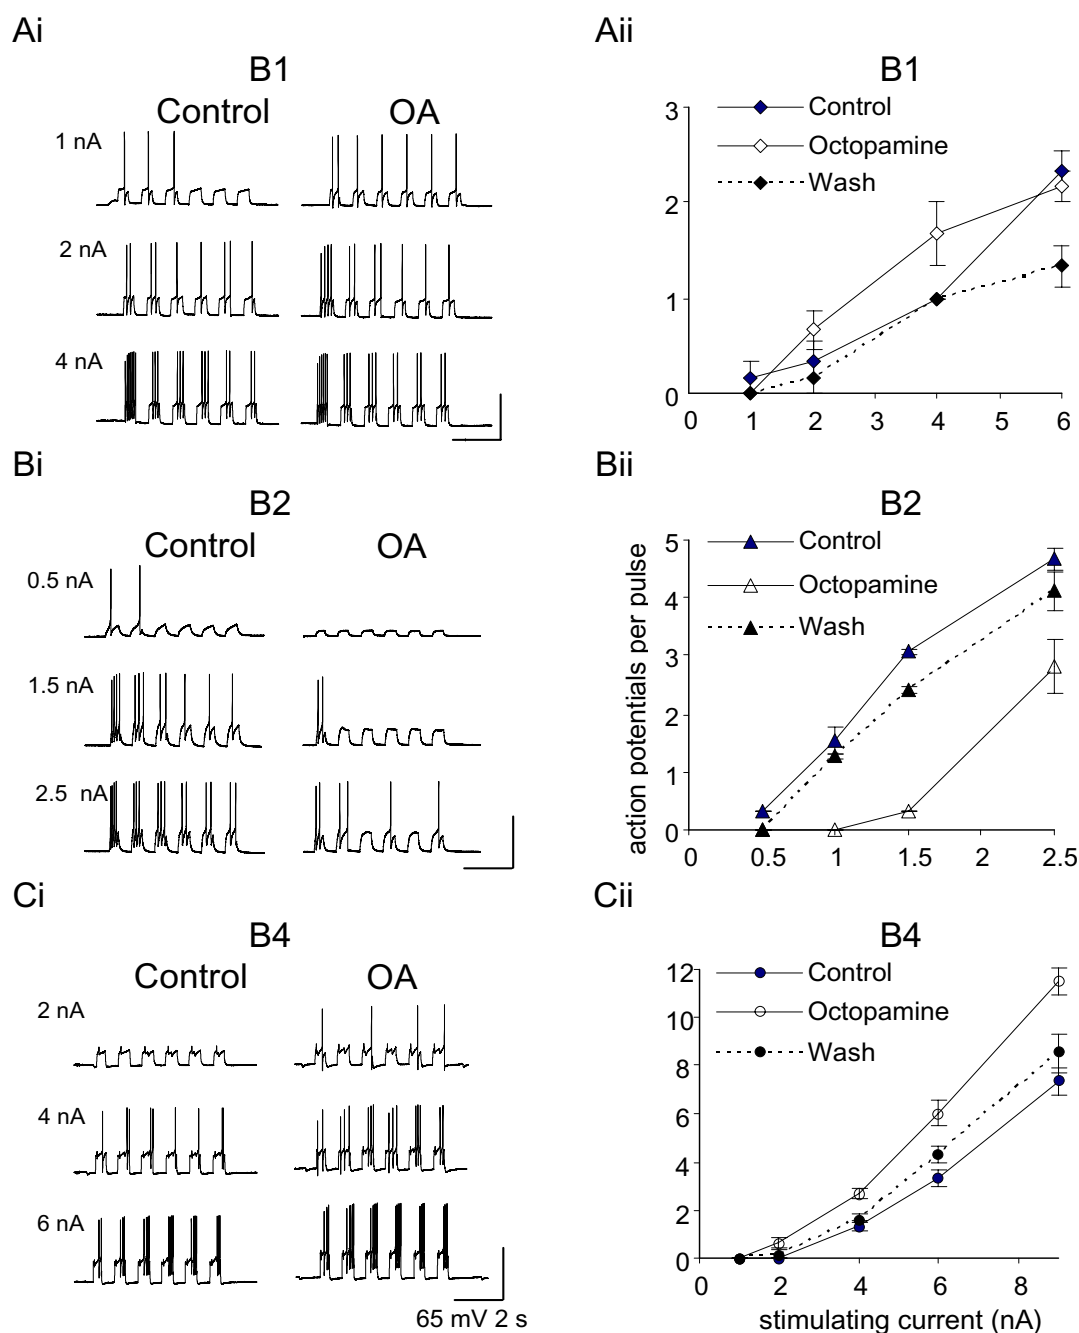 Ai
B1
Control OA
1 nA
2 nA
4 nA
Aii
B1
Control
Octopamine
Wash
3
2
1
0
0 1 2 3 4 5 6
Bi
B2
Control OA
0.5 nA
1.5 nA
2.5 nA
Bii
B2
Control
Octopamine
Wash
action potentials per pulse
5
4
3
2
1
0
0 0.5 1 1.5 2 2.5
Ci
B4
Control OA
2 nA
4 nA
6 nA
65 mV 2 s
Cii
B4
Control
Octopamine
Wash
12
10
8
6
4
2
0
0 2 4 6 8
stimulating current (nA)